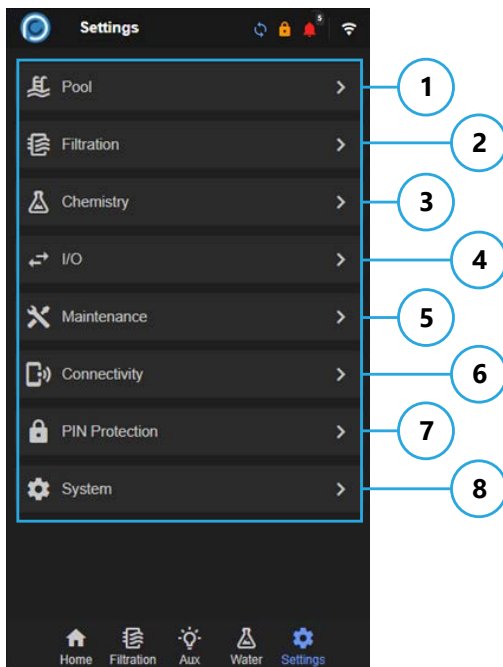 Settings
5
Pool
1
Filtration
2
Chemistry
3
I/O
4
Maintenance
5
Connectivity
6
PIN Protection
7
System
8
Home Filtration Aux Water Settings